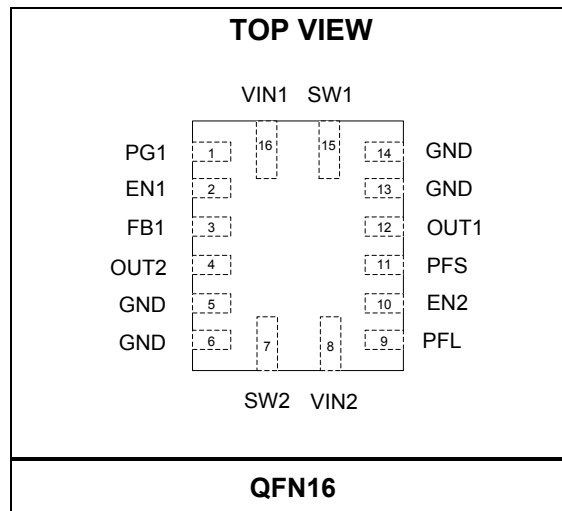 TOP VIEW
VIN1 SW1
PG1 1 16 15 14 GND
EN1 2 13 GND
FB1 3 12 OUT1
OUT2 4 11 PFS
GND 5 10 EN2
GND 6 7 8 9 PFL
SW2 VIN2
QFN16